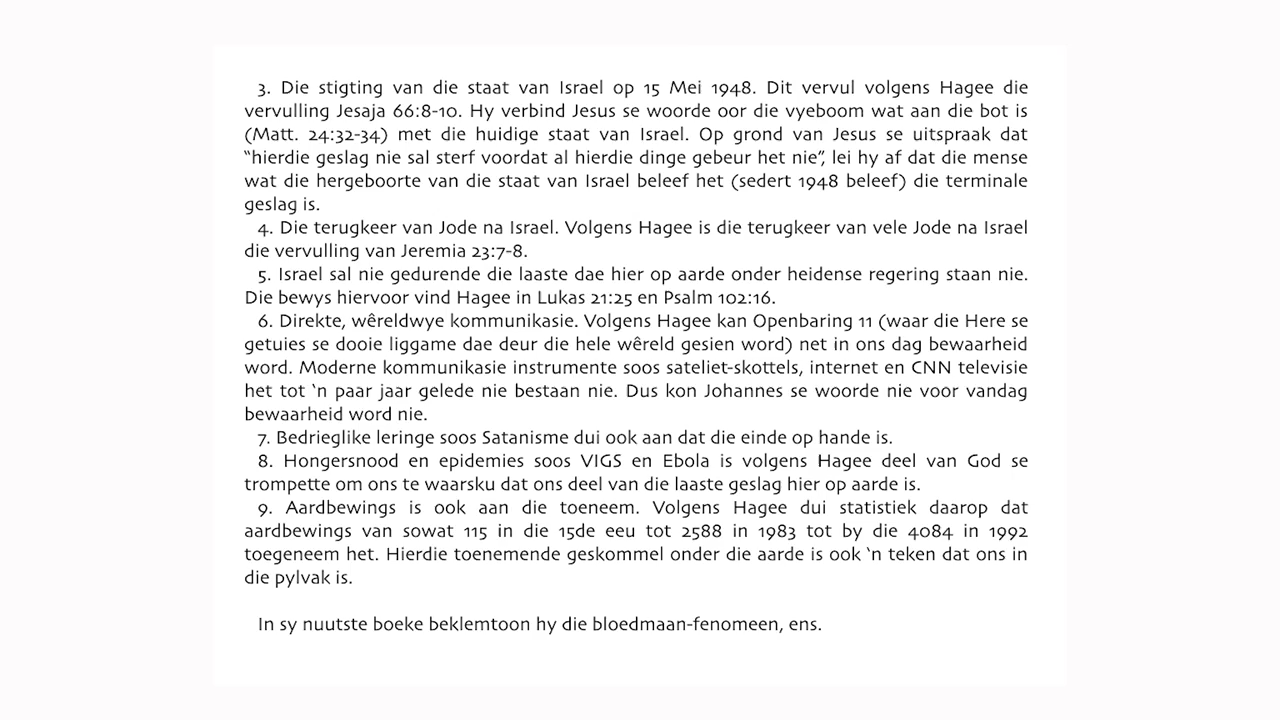 3. Die stigting van die staat van Israel op 15 Mei 1948. Dit vervul volgens Hagee die
vervulling Jesaja 66:8-10. Hy verbind Jesus se woorde oor die vyeboom wat aan die bot is
(Matt. 24:32-34) met die huidige staat van Israel. Op grond van Jesus se uitspraak dat
“hierdie geslag nie sal sterf voordat al hierdie dinge gebeur het nie”, lei hy af dat die mense
wat die hergeboorte van die staat van Israel beleef het (sedert 1948 beleef) die terminale
geslag is.
4. Die terugkeer van Jode na Israel. Volgens Hagee is die terugkeer van vele Jode na Israel
die vervulling van Jeremia 23:7-8.
5. Israel sal nie gedurende die laaste dae hier op aarde onder heidense regering staan nie.
Die bewys hiervoor vind Hagee in Lukas 21:25 en Psalm 102:16.
6. Direkte, wêreldwye kommunikasie. Volgens Hagee kan Openbaring 11 (waar die Here se
getuies se dooie liggame dae deur die hele wêreld gesien word) net in ons dag bewaarheid
word. Moderne kommunikasie instrumente soos sateliet-skottels, internet en CNN televisie
het tot ‘n paar jaar gelede nie bestaan nie. Dus kon Johannes se woorde nie voor vandag
bewaarheid word nie.
7. Bedrieglike leringe soos Satanisme dui ook aan dat die einde op hande is.
8. Hongersnood en epidemies soos VIGS en Ebola is volgens Hagee deel van God se
trompette om ons te waarsku dat ons deel van die laaste geslag hier op aarde is.
9. Aardbewings is ook aan die toeneem. Volgens Hagee dui statistiek daarop dat
aardbewings van sowat 115 in die 15de eeu tot 2588 in 1983 tot by die 4084 in 1992
toegeneem het. Hierdie toenemende geskommel onder die aarde is ook ‘n teken dat ons in
die pylvak is.
In sy nuutste boeke beklemtoon hy die bloedmaan-fenomeen, ens.